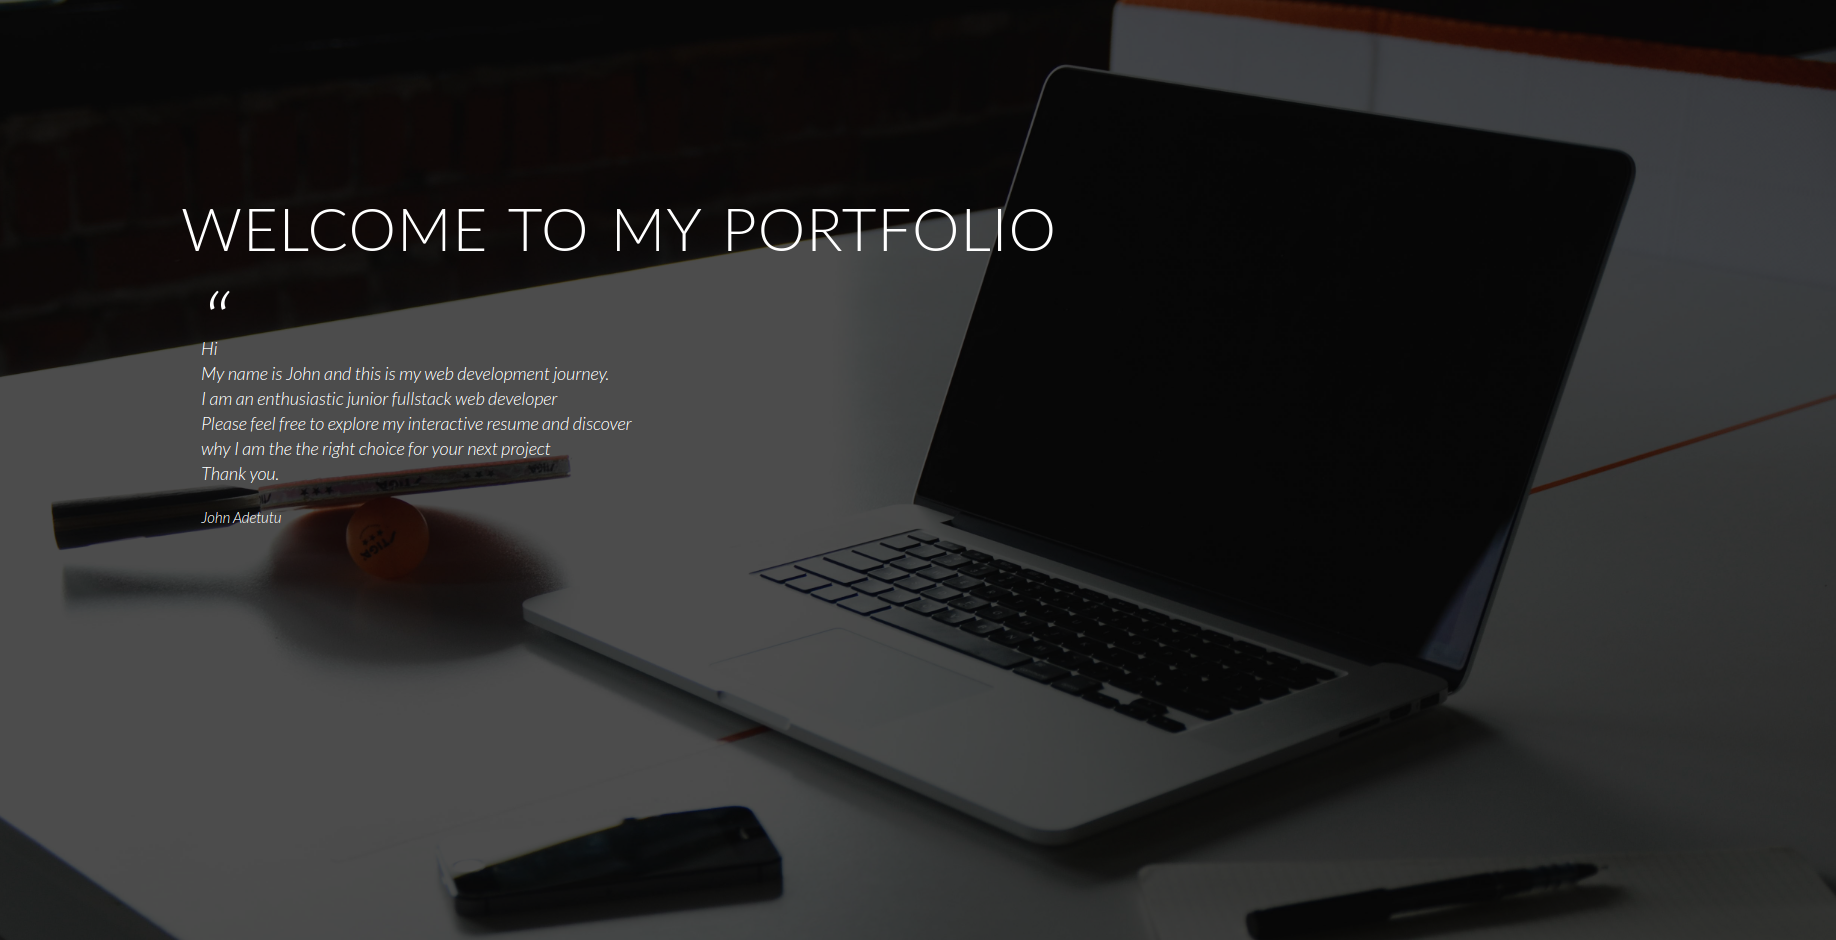 WELCOME TO MY PORTFOLIO
“
Hi
My name is John and this is my web development journey.
I am an enthusiastic junior fullstack web developer
Please feel free to explore my interactive resume and discover
why I am the the right choice for your next project
Thank you.
John Adetutu
STIGA